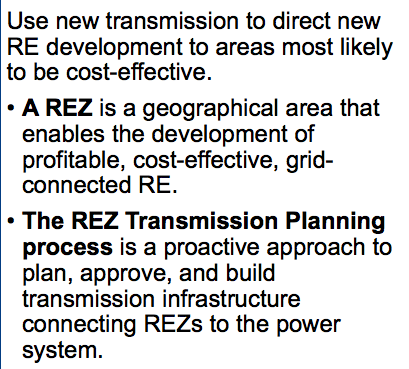 Use new transmission to direct new
RE development to areas most likely
to be cost-effective.
• A REZ is a geographical area that
enables the development of
profitable, cost-effective, grid-
connected RE.
• The REZ Transmission Planning
process is a proactive approach to
plan, approve, and build
transmission infrastructure
connecting REZs to the power
system.